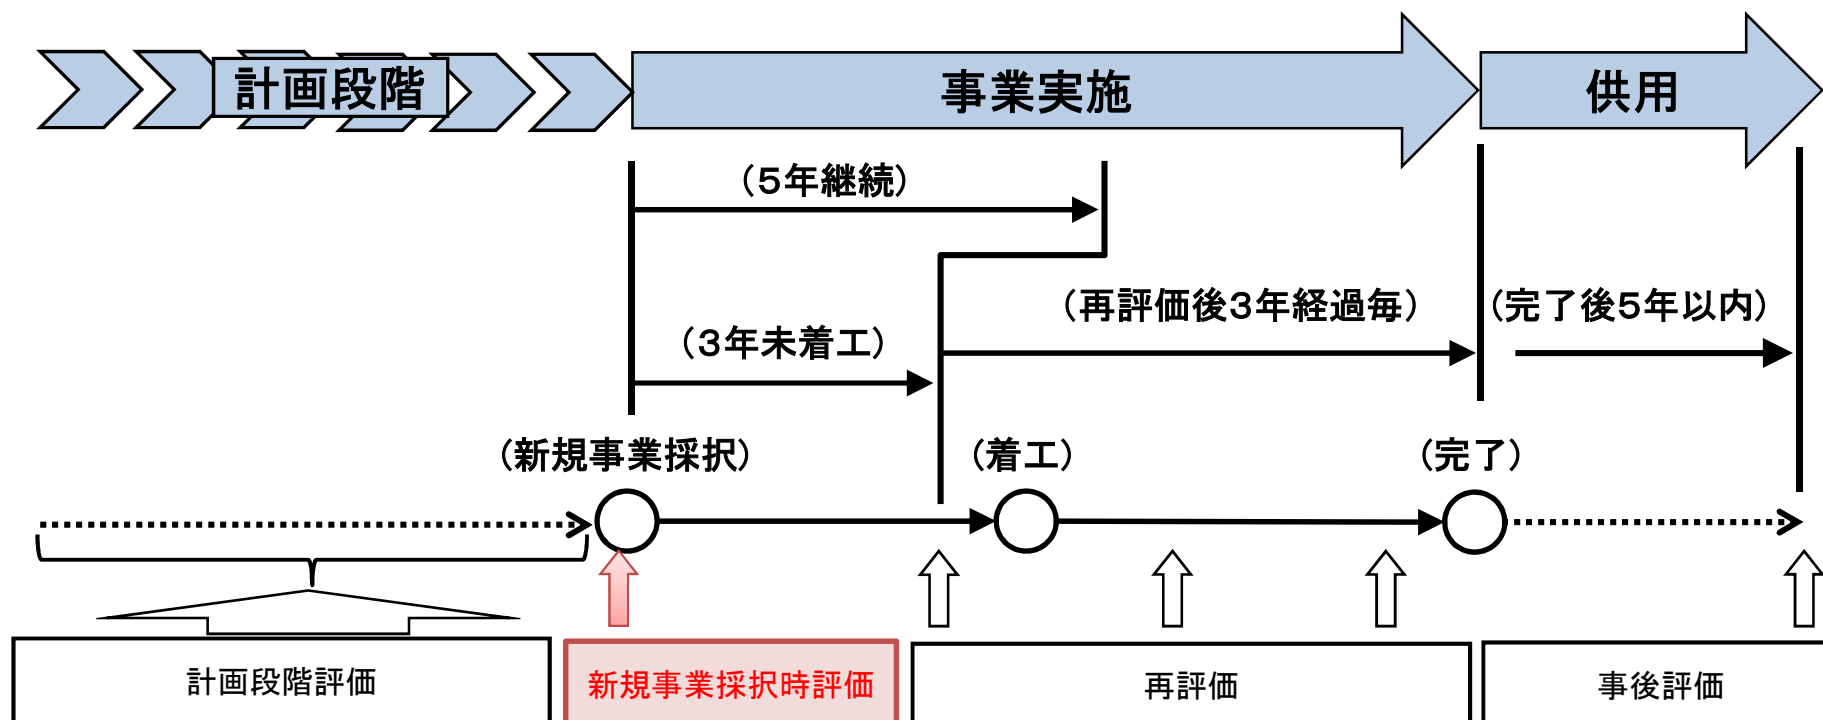 計画段階
事業実施
供用
（５年継続）
（再評価後３年経過毎）
（完了後５年以内）
（３年未着工）
（新規事業採択）
（着工）
（完了）
計画段階評価
新規事業採択時評価
再評価
事後評価